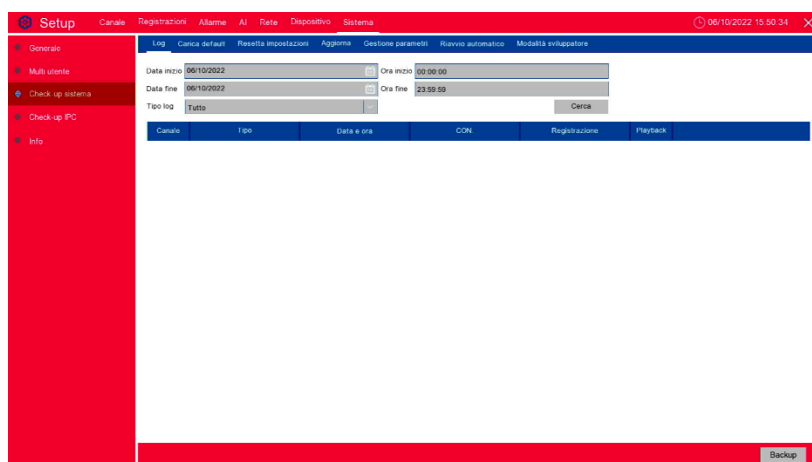 Setup Canale Registrazioni Allarme AI Rete Dispositivo Sistema 06/10/2022 15:50:34 X
Generale
Multi utente
Check up sistema
Check-up IPC
Info
Log Carica default Resetta impostazioni Aggiorna Gestione parametri Riavvio automatico Modalità sviluppatore
Data inizio 06/10/2022 Ora inizio 00:00:00
Data fine 06/10/2022 Ora fine 23:59:59
Tipo log Tutto Cerca
Canale Tipo Data e ora CON. Registrazione Playback
Backup